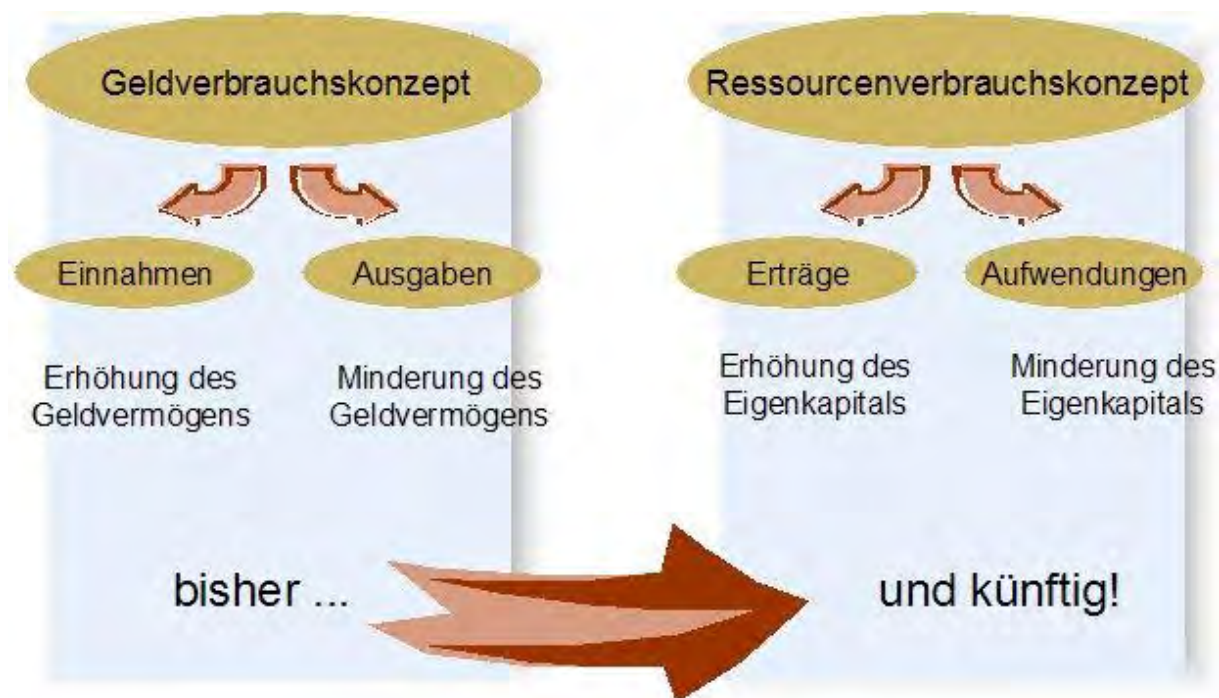 Geldverbrauchskonzept
Einnahmen
Ausgaben
Erhöhung des
Geldvermögens
Minderung des
Geldvermögens
bisher ...
Ressourcenverbrauchskonzept
Erträge
Aufwendungen
Erhöhung des
Eigenkapitals
Minderung des
Eigenkapitals
und künftig!